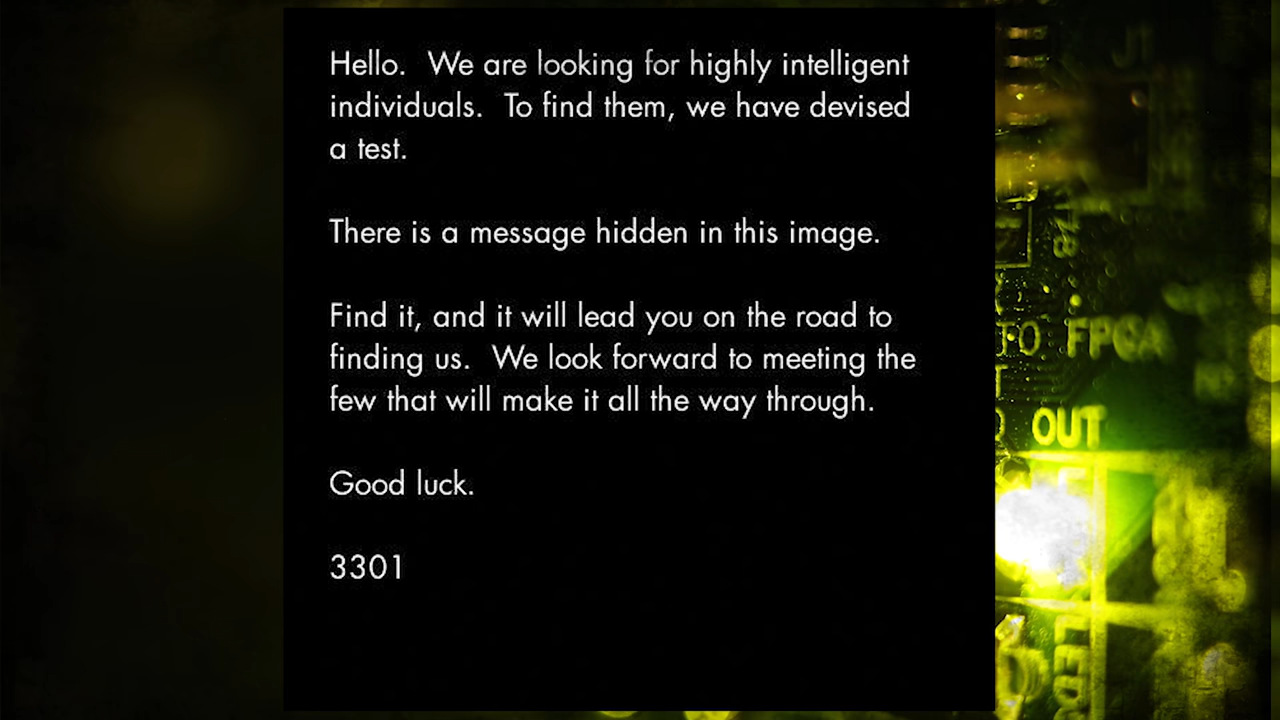 Hello.  We are looking for highly intelligent
individuals.  To find them, we have devised
a test.
There is a message hidden in this image.
Find it, and it will lead you on the road to
finding us.  We look forward to meeting the
few that will make it all the way through.
Good luck.
3301
TO FPGA
OUT
LED